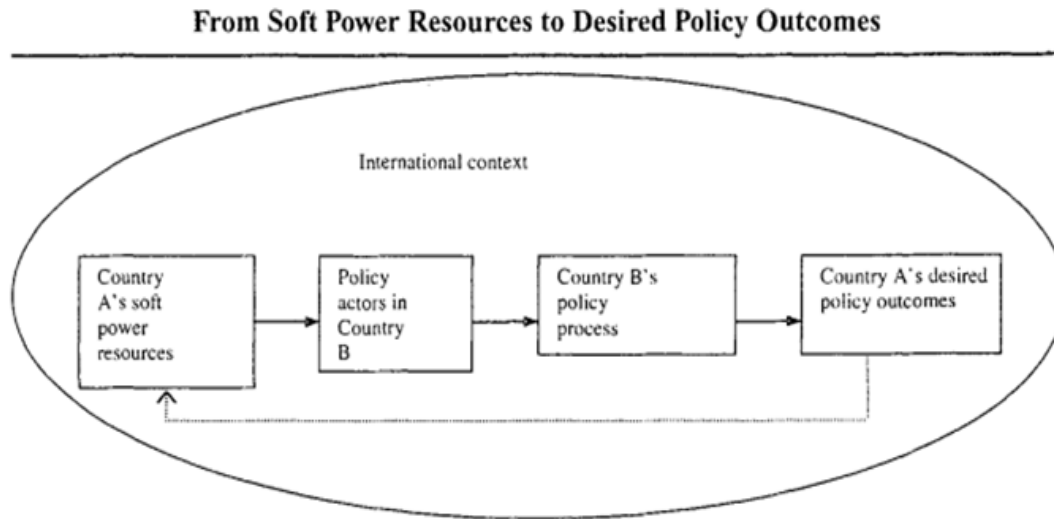 From Soft Power Resources to Desired Policy Outcomes
International context
Country
A's soft
power
resources
Policy
actors in
Country
B
Country B's
policy
process
Country A's desired
policy outcomes